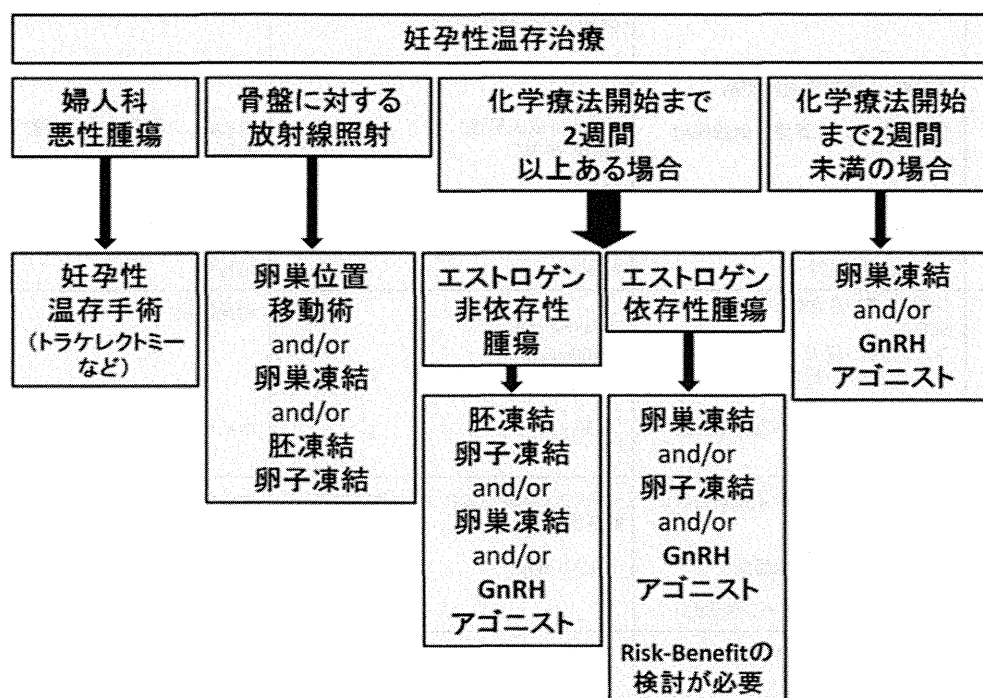 妊孕性温存治療
婦人科
悪性腫瘍
骨盤に対する
放射線照射
化学療法開始まで
2週間
以上ある場合
化学療法開始
まで2週間
未満の場合
妊孕性
温存手術
(トラケレクトミー
など)
卵巣位置
移動術
and/or
卵巣凍結
and/or
胚凍結
卵子凍結
エストロゲン
非依存性
腫瘍
エストロゲン
依存性腫瘍
卵巣凍結
and/or
GnRH
アゴニスト
胚凍結
卵子凍結
and/or
卵巣凍結
and/or
GnRH
アゴニスト
卵巣凍結
and/or
卵子凍結
and/or
GnRH
アゴニスト
Risk-Benefitの
検討が必要